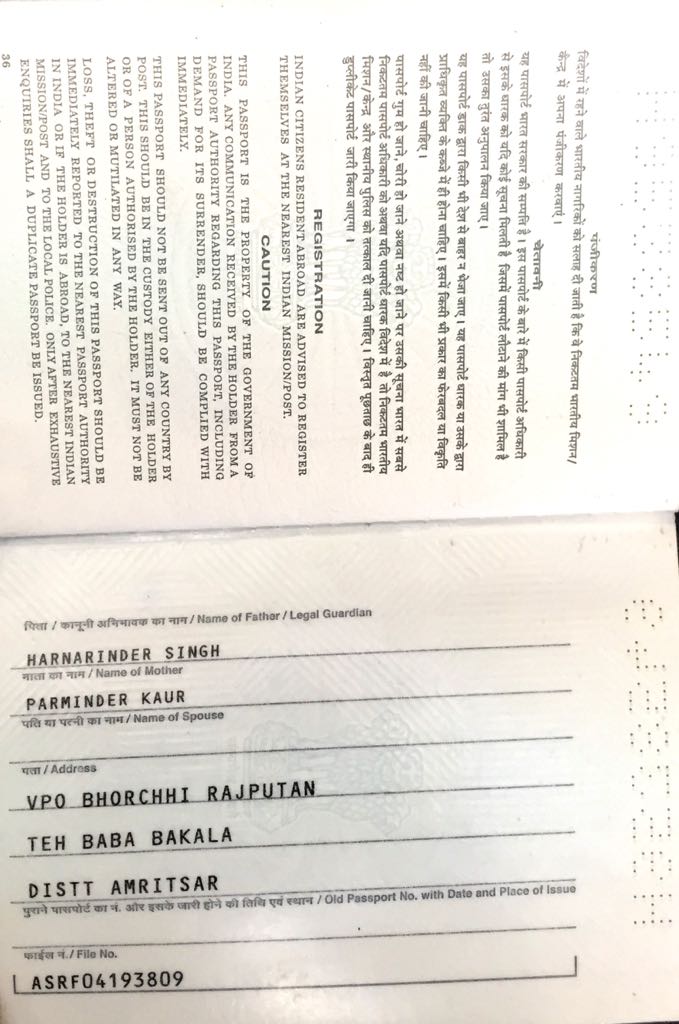 पंजीकरण
विदेशों में रहने वाले भारतीय नागरिकों को सलाह दी जाती है कि वे निकटतम भारतीय मिशन/
केन्द्र में अपना पंजीकरण करवाएं।
चेतावनी
यह पासपोर्ट भारत सरकार की सम्पत्ति है। इस पासपोर्ट के बारे में किसी पासपोर्ट अधिकारी
से इसके धारक को यदि कोई सूचना मिलती है जिसमें पासपोर्ट लौटाने की मांग भी शामिल है
तो उसका तुरंत अनुपालन किया जाए।
यह पासपोर्ट डाक द्वारा किसी भी देश से बाहर न भेजा जाए। यह पासपोर्ट धारक या उसके द्वारा
प्राधिकृत व्यक्ति के कब्जे में ही होना चाहिए। इसमें किसी भी प्रकार का फेरबदल या विकृति
नहीं की जानी चाहिए।
पासपोर्ट गुम हो जाने, चोरी हो जाने अथवा नष्ट हो जाने पर उसकी सूचना भारत में सबसे
निकटतम पासपोर्ट अधिकारी को अथवा यदि पासपोर्ट धारक विदेश में है तो निकटतम भारतीय
मिशन/केन्द्र और स्थानीय पुलिस को तत्काल दी जानी चाहिए। विस्तृत पूछताछ के बाद ही
डुप्लीकेट पासपोर्ट जारी किया जाएगा।
REGISTRATION
INDIAN CITIZENS RESIDENT ABROAD ARE ADVISED TO REGISTER
THEMSELVES AT THE NEAREST INDIAN MISSION/POST.
CAUTION
THIS PASSPORT IS THE PROPERTY OF THE GOVERNMENT OF
INDIA. ANY COMMUNICATION RECEIVED BY THE HOLDER FROM A
PASSPORT AUTHORITY REGARDING THIS PASSPORT, INCLUDING
DEMAND FOR ITS SURRENDER, SHOULD BE COMPLIED WITH
IMMEDIATELY.
THIS PASSPORT SHOULD NOT BE SENT OUT OF ANY COUNTRY BY
POST. THIS SHOULD BE IN THE CUSTODY EITHER OF THE HOLDER
OR OF A PERSON AUTHORISED BY THE HOLDER. IT MUST NOT BE
ALTERED OR MUTILATED IN ANY WAY.
LOSS, THEFT OR DESTRUCTION OF THIS PASSPORT SHOULD BE
IMMEDIATELY REPORTED TO THE NEAREST PASSPORT AUTHORITY
IN INDIA OR IF THE HOLDER IS ABROAD, TO THE NEAREST INDIAN
MISSION/POST AND TO THE LOCAL POLICE. ONLY AFTER EXHAUSTIVE
ENQUIRIES SHALL A DUPLICATE PASSPORT BE ISSUED.
36
पिता / कानूनी अभिभावक का नाम / Name of Father / Legal Guardian
HARNARINDER SINGH
माता का नाम / Name of Mother
PARMINDER KAUR
पति या पत्नी का नाम / Name of Spouse
पता / Address
VPO BHORCHHI RAJPUTAN
TEH BABA BAKALA
DISTT AMRITSAR
पुराने पासपोर्ट का नं. और इसके जारी होने की तिथि एवं स्थान / Old Passport No. with Date and Place of Issue
फाईल नं. / File No.
ASRF04193809